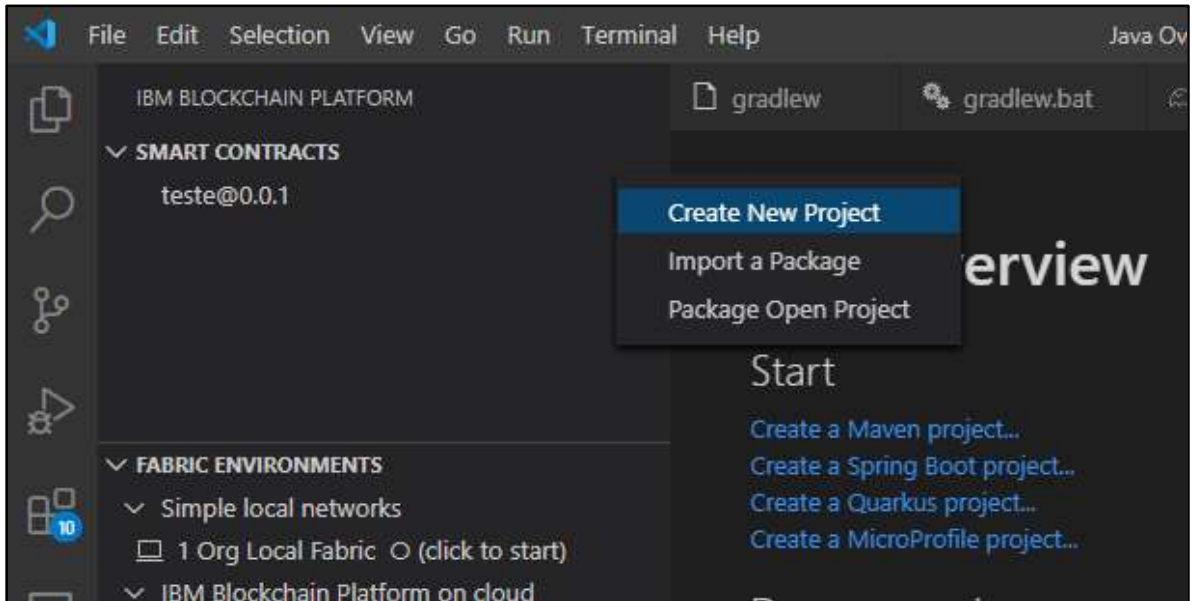 File Edit Selection View Go Run Terminal Help Java Ov
IBM BLOCKCHAIN PLATFORM
SMART CONTRACTS
teste@0.0.1
FABRIC ENVIRONMENTS
Simple local networks
1 Org Local Fabric O (click to start)
IBM Blockchain Platform on cloud
10
gradlew gradlew.bat
Create New Project
Import a Package
Package Open Project
erview
Start
Create a Maven project...
Create a Spring Boot project...
Create a Quarkus project...
Create a MicroProfile project...